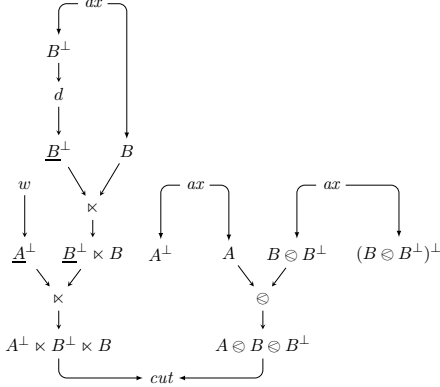 ax
B⊥
d
B̲⊥ B
w ⋉ ax ax
A̲⊥ B̲⊥ ⋉ B A⊥ A B ⧀ B⊥ (B ⧀ B⊥)⊥
⋉ ⧀
A⊥ ⋉ B⊥ ⋉ B A ⧀ B ⧀ B⊥
cut